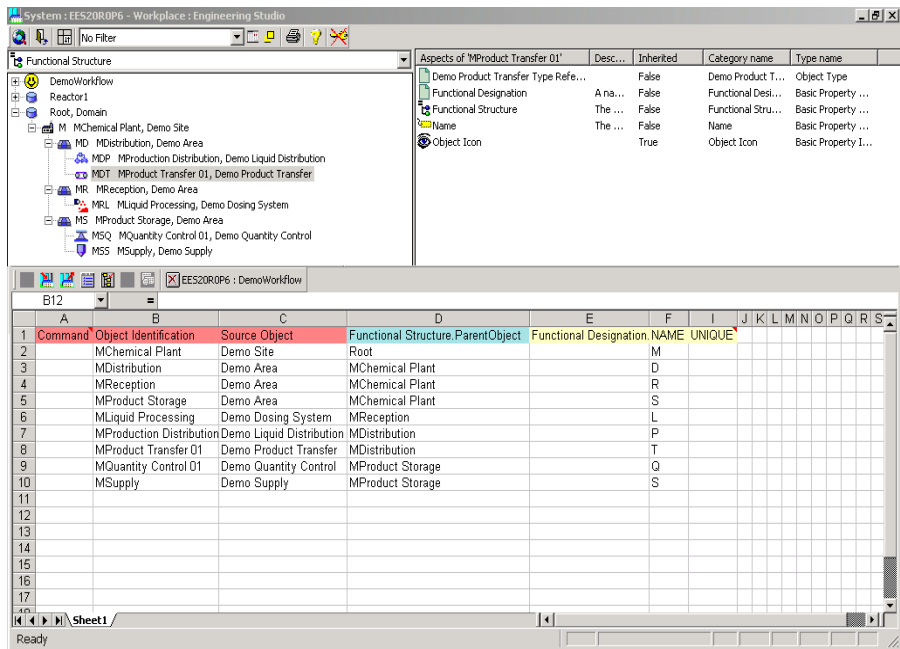 System : EES20R0P6 - Workplace : Engineering Studio
No Filter
Functional Structure
DemoWorkflow
Reactor1
Root, Domain
M MChemical Plant, Demo Site
MD MDistribution, Demo Area
MDP MProduction Distribution, Demo Liquid Distribution
MDT MProduct Transfer 01, Demo Product Transfer
MR MReception, Demo Area
MRL MLiquid Processing, Demo Dosing System
MS MProduct Storage, Demo Area
MSQ MQuantity Control 01, Demo Quantity Control
MSS MSupply, Demo Supply
Aspects of 'MProduct Transfer 01' Desc... Inherited Category name Type name
Demo Product Transfer Type Refe... False Demo Product T... Object Type
Functional Designation A na... False Functional Desi... Basic Property ...
Functional Structure The ... False Functional Stru... Basic Property ...
Name The ... False Name Basic Property ...
Object Icon True Object Icon Basic Property I...
EES20R0P6 : DemoWorkflow
B12 =
A B C D E F I J K L M N O P Q R S
1 Command Object Identification Source Object Functional Structure.ParentObject Functional Designation.NAME UNIQUE
2 MChemical Plant Demo Site Root M
3 MDistribution Demo Area MChemical Plant D
4 MReception Demo Area MChemical Plant R
5 MProduct Storage Demo Area MChemical Plant S
6 MLiquid Processing Demo Dosing System MReception L
7 MProduction Distribution Demo Liquid Distribution MDistribution P
8 MProduct Transfer 01 Demo Product Transfer MDistribution T
9 MQuantity Control 01 Demo Quantity Control MProduct Storage Q
10 MSupply Demo Supply MProduct Storage S
11
12
13
14
15
16
17
Sheet1
Ready